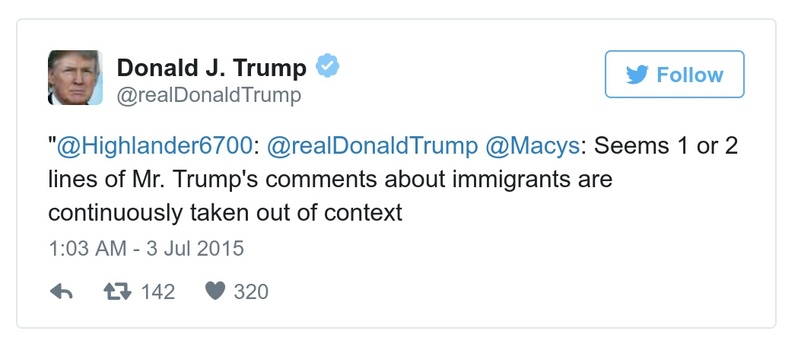 Donald J. Trump
@realDonaldTrump
Follow
"@Highlander6700: @realDonaldTrump @Macys: Seems 1 or 2
lines of Mr. Trump's comments about immigrants are
continuously taken out of context
1:03 AM - 3 Jul 2015
142
320